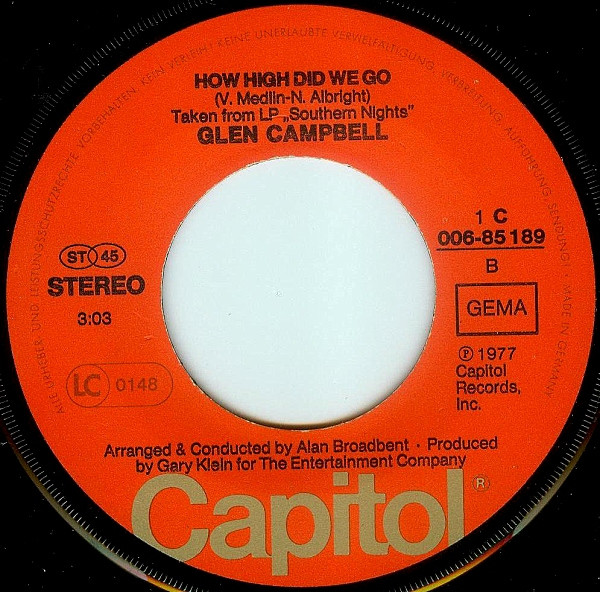 ALLE URHEBER UND LEISTUNGSSCHUTZRECHTE VORBEHALTEN · KEIN VERLEIH! KEINE UNERLAUBTE VERVIELFÄLTIGUNG, VERBREITUNG, AUFFÜHRUNG, SENDUNG! · MADE IN GERMANY
HOW HIGH DID WE GO
(V. Medlin-N. Albright)
Taken from LP „Southern Nights”
GLEN CAMPBELL
ST 45
STEREO
3:03
LC 0148
1 C
006-85 189
B
GEMA
℗ 1977
Capitol
Records,
Inc.
Arranged & Conducted by Alan Broadbent · Produced
by Gary Klein for The Entertainment Company
Capitol ®